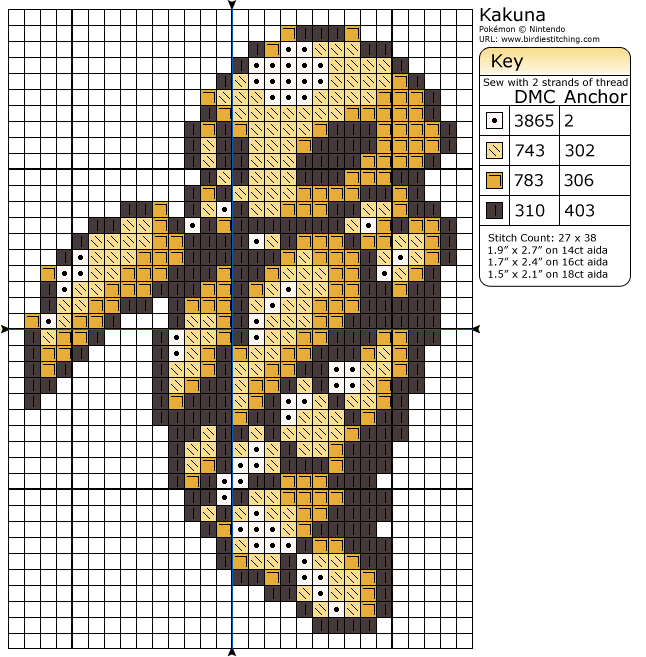 Kakuna
Pokémon © Nintendo
URL: www.birdiestitching.com
Key
Sew with 2 strands of thread
DMC Anchor
3865 2
743 302
783 306
310 403
Stitch Count: 27 x 38
1.9” x 2.7” on 14ct aida
1.7” x 2.4” on 16ct aida
1.5” x 2.1” on 18ct aida